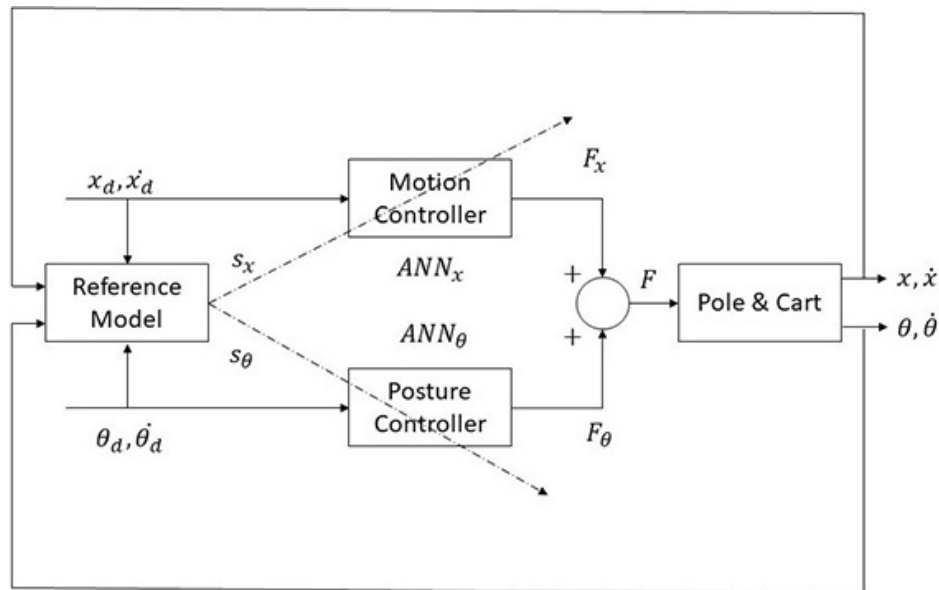 x_d, ẋ_d
Motion
Controller
F_x
s_x
ANN_x
+
F
Reference
Model
Pole & Cart
x, ẋ
θ, θ̇
ANN_θ
+
s_θ
Posture
Controller
θ_d, θ̇_d
F_θ